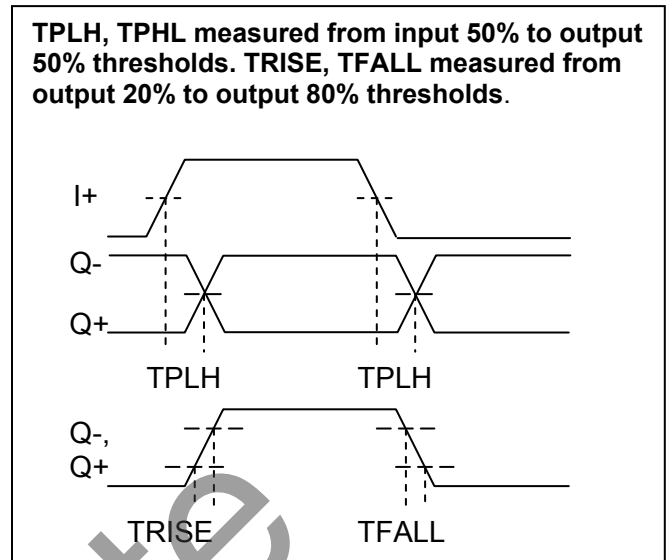 TPLH, TPHL measured from input 50% to output
50% thresholds. TRISE, TFALL measured from
output 20% to output 80% thresholds.
I+
Q-
Q+
TPLH TPLH
Q-,
Q+
TRISE TFALL